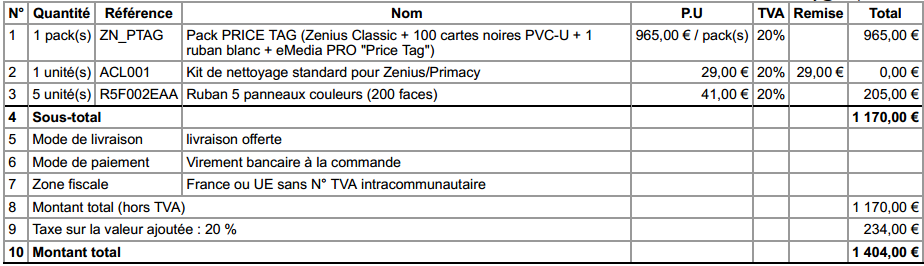 N° Quantité Référence Nom P.U TVA Remise Total
1 1 pack(s) ZN_PTAG Pack PRICE TAG (Zenius Classic + 100 cartes noires PVC-U + 1 965,00 € / pack(s) 20% 965,00 €
ruban blanc + eMedia PRO "Price Tag")
2 1 unité(s) ACL001 Kit de nettoyage standard pour Zenius/Primacy 29,00 € 20% 29,00 € 0,00 €
3 5 unité(s) R5F002EAA Ruban 5 panneaux couleurs (200 faces) 41,00 € 20% 205,00 €
4 Sous-total 1 170,00 €
5 Mode de livraison livraison offerte
6 Mode de paiement Virement bancaire à la commande
7 Zone fiscale France ou UE sans N° TVA intracommunautaire
8 Montant total (hors TVA) 1 170,00 €
9 Taxe sur la valeur ajoutée : 20 % 234,00 €
10 Montant total 1 404,00 €